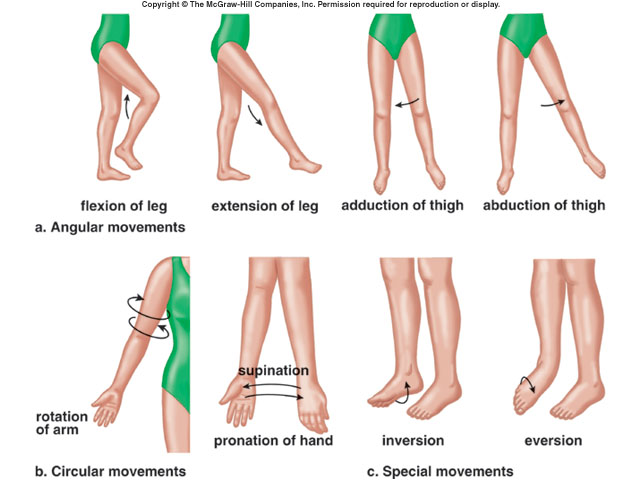 Copyright © The McGraw-Hill Companies, Inc. Permission required for reproduction or display.
flexion of leg
extension of leg
adduction of thigh
abduction of thigh
a. Angular movements
supination
rotation
of arm
pronation of hand
inversion
eversion
b. Circular movements
c. Special movements